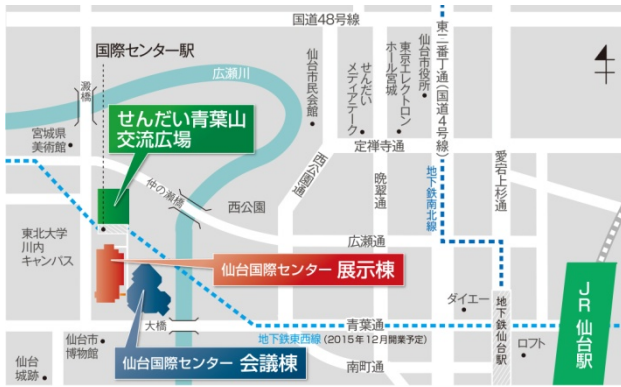 国道48号線
国際センター駅
澱橋
広瀬川
仙台市民会館
せんだい
メディアテーク
東京エレクトロン
ホール宮城
仙台市役所
東二番丁通(国道4号線)
せんだい青葉山
交流広場
宮城県
美術館
定禅寺通
仲の瀬橋
西公園
西公園通
晩翠通
地下鉄南北線
愛宕上杉通
東北大学
川内
キャンパス
広瀬通
仙台国際センター 展示棟
ダイエー
地下鉄仙台駅
JR 仙台駅
大橋
青葉通
地下鉄東西線 (2015年12月開業予定)
ロフト
仙台市
博物館
仙台国際センター 会議棟
仙台
城跡
南町通